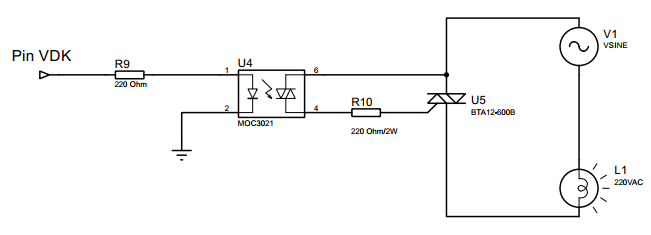 Pin VDK
R9
220 Ohm
U4
1
2
6
4
MOC3021
R10
220 Ohm/2W
U5
BTA12-600B
V1
VSINE
L1
220VAC